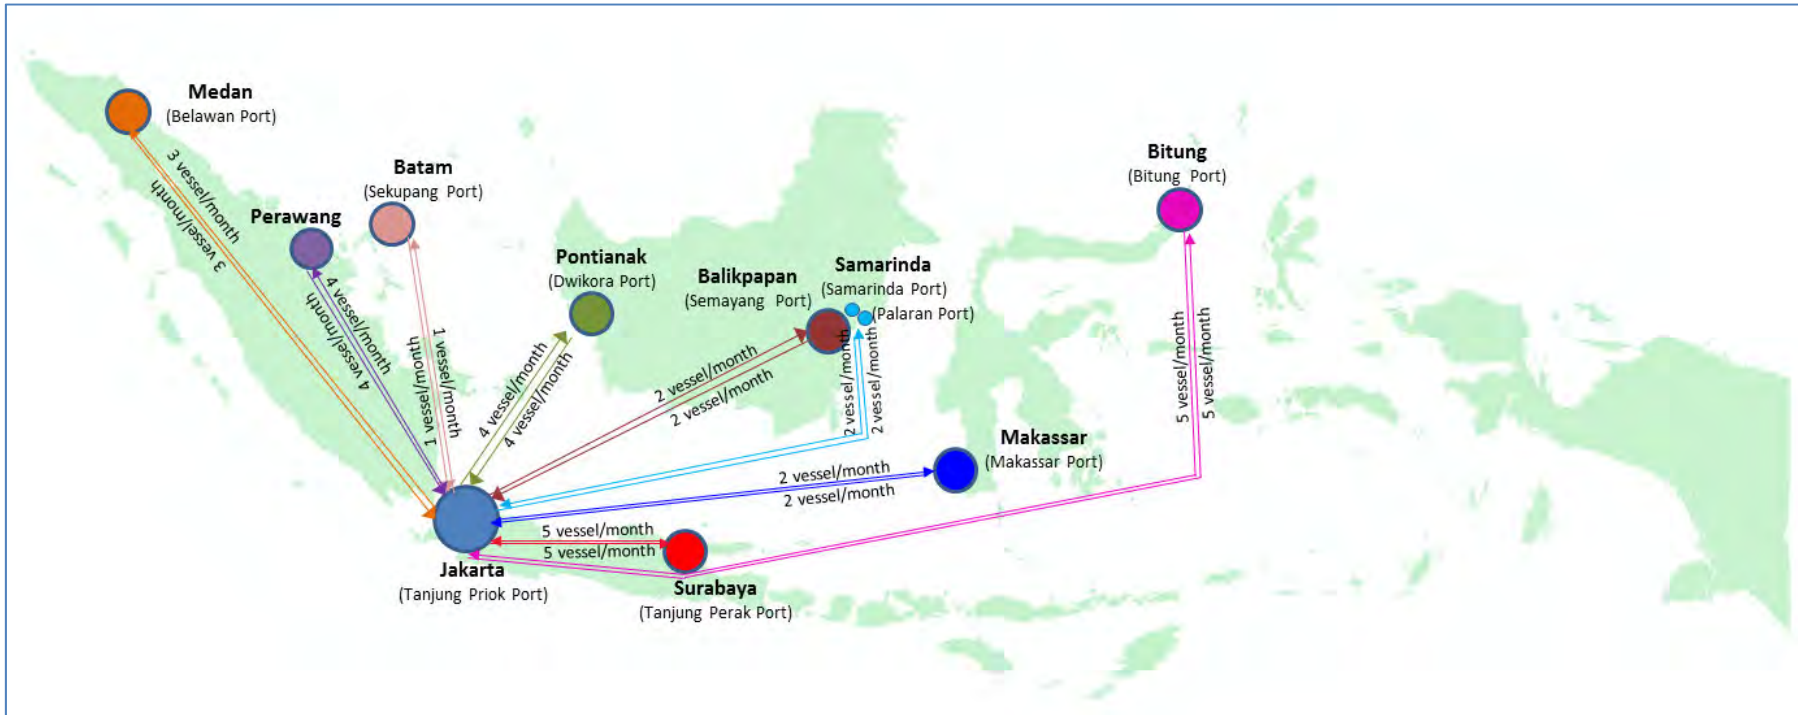 Medan
(Belawan Port)
3 vessel/month
3 vessel/month
Batam
(Sekupang Port)
Perawang
4 vessel/month
4 vessel/month
1 vessel/month
1 vessel/month
Pontianak
(Dwikora Port)
4 vessel/month
4 vessel/month
Balikpapan
(Semayang Port)
2 vessel/month
2 vessel/month
Samarinda
(Samarinda Port)
(Palaran Port)
2 vessel/month
2 vessel/month
Bitung
(Bitung Port)
5 vessel/month
5 vessel/month
Makassar
(Makassar Port)
2 vessel/month
2 vessel/month
5 vessel/month
5 vessel/month
Jakarta
(Tanjung Priok Port)
Surabaya
(Tanjung Perak Port)